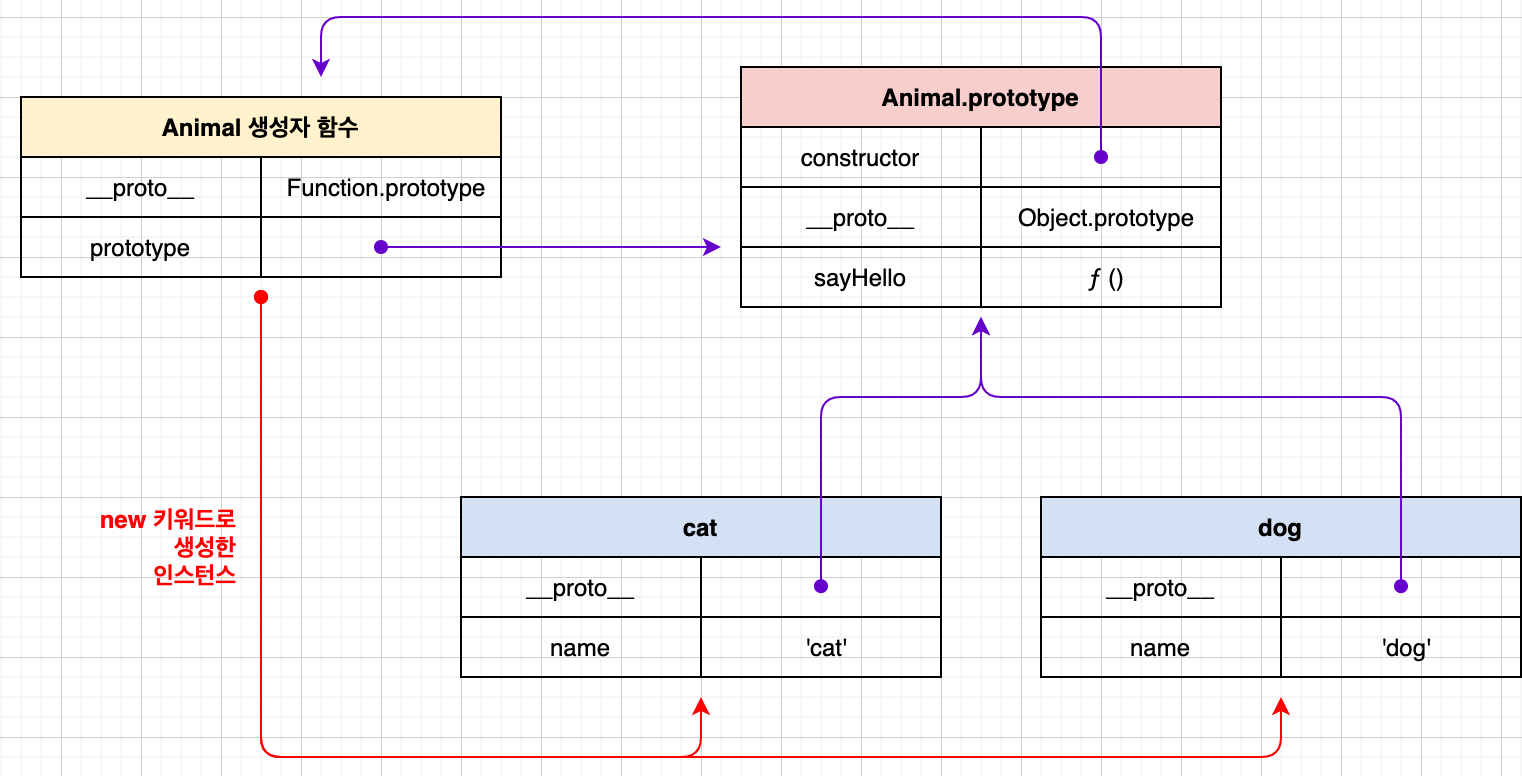 Animal 생성자 함수
__proto__ Function.prototype
prototype
Animal.prototype
constructor
__proto__ Object.prototype
sayHello ƒ ()
new 키워드로
생성한
인스턴스
cat
__proto__
name 'cat'
dog
__proto__
name 'dog'